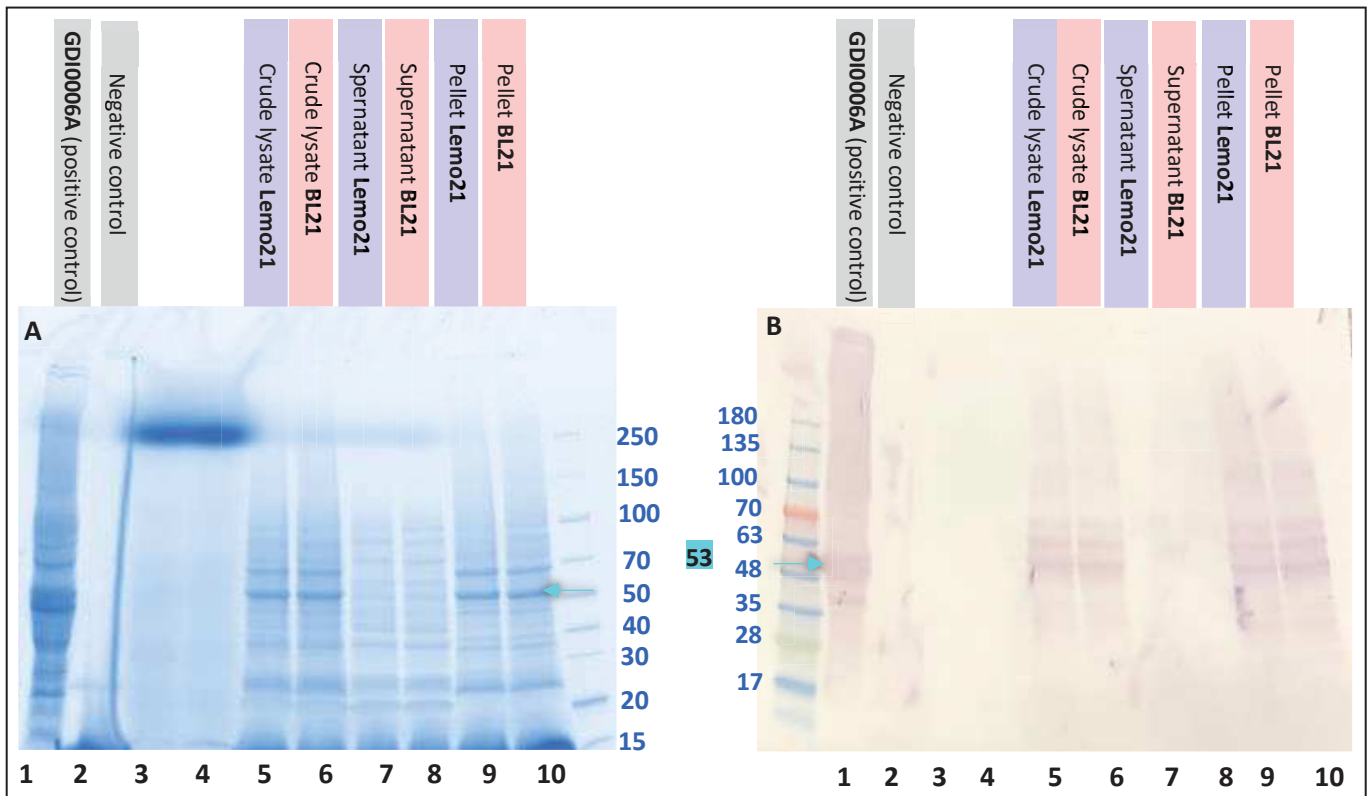 GDI0006A (positive control)
Negative control
Crude lysate Lemo21
Crude lysate BL21
Spernatant Lemo21
Supernatant BL21
Pellet Lemo21
Pellet BL21
A
250
150
100
70
50
40
30
20
15
1 2 3 4 5 6 7 8 9 10
GDI0006A (positive control)
Negative control
Crude lysate Lemo21
Crude lysate BL21
Spernatant Lemo21
Supernatant BL21
Pellet Lemo21
Pellet BL21
B
180
135
100
70
63
53
48
35
28
17
1 2 3 4 5 6 7 8 9 10